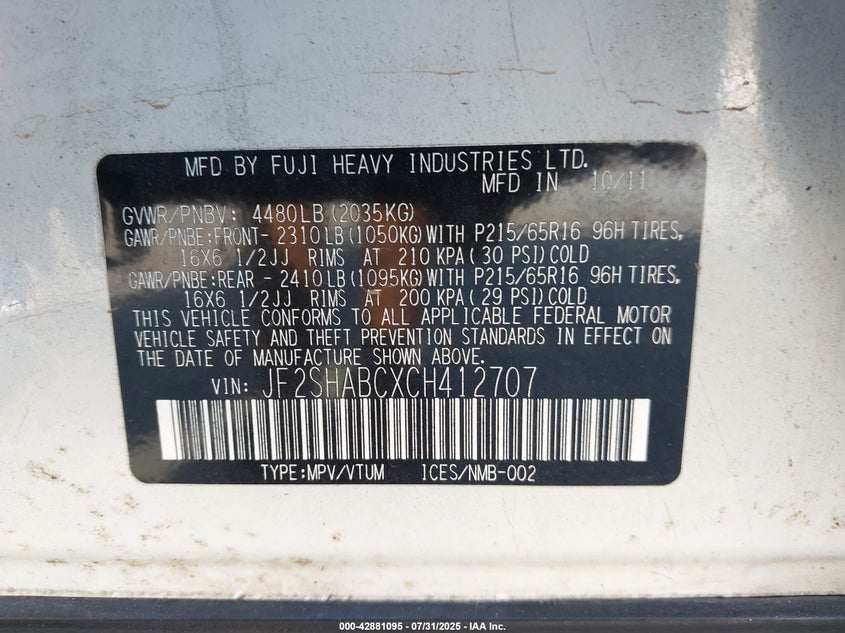 MFD BY FUJI HEAVY INDUSTRIES LTD.
MFD IN 10/11
GVWR/PNBV: 4480LB (2035KG)
GAWR/PNBE:FRONT- 2310LB(1050KG)WITH P215/65R16 96H TIRES,
16X6 1/2JJ RIMS AT 210 KPA(30 PSI)COLD
GAWR/PNBE:REAR - 2410LB(1095KG)WITH P215/65R16 96H TIRES,
16X6 1/2JJ RIMS AT 200 KPA(29 PSI)COLD
THIS VEHICLE CONFORMS TO ALL APPLICABLE FEDERAL MOTOR
VEHICLE SAFETY AND THEFT PREVENTION STANDARDS IN EFFECT ON
THE DATE OF MANUFACTURE SHOWN ABOVE.
VIN: JF2SHABCXCH412707
TYPE:MPV/VTUM ICES/NMB-002
000-42881095 - 07/31/2025 - IAA Inc.